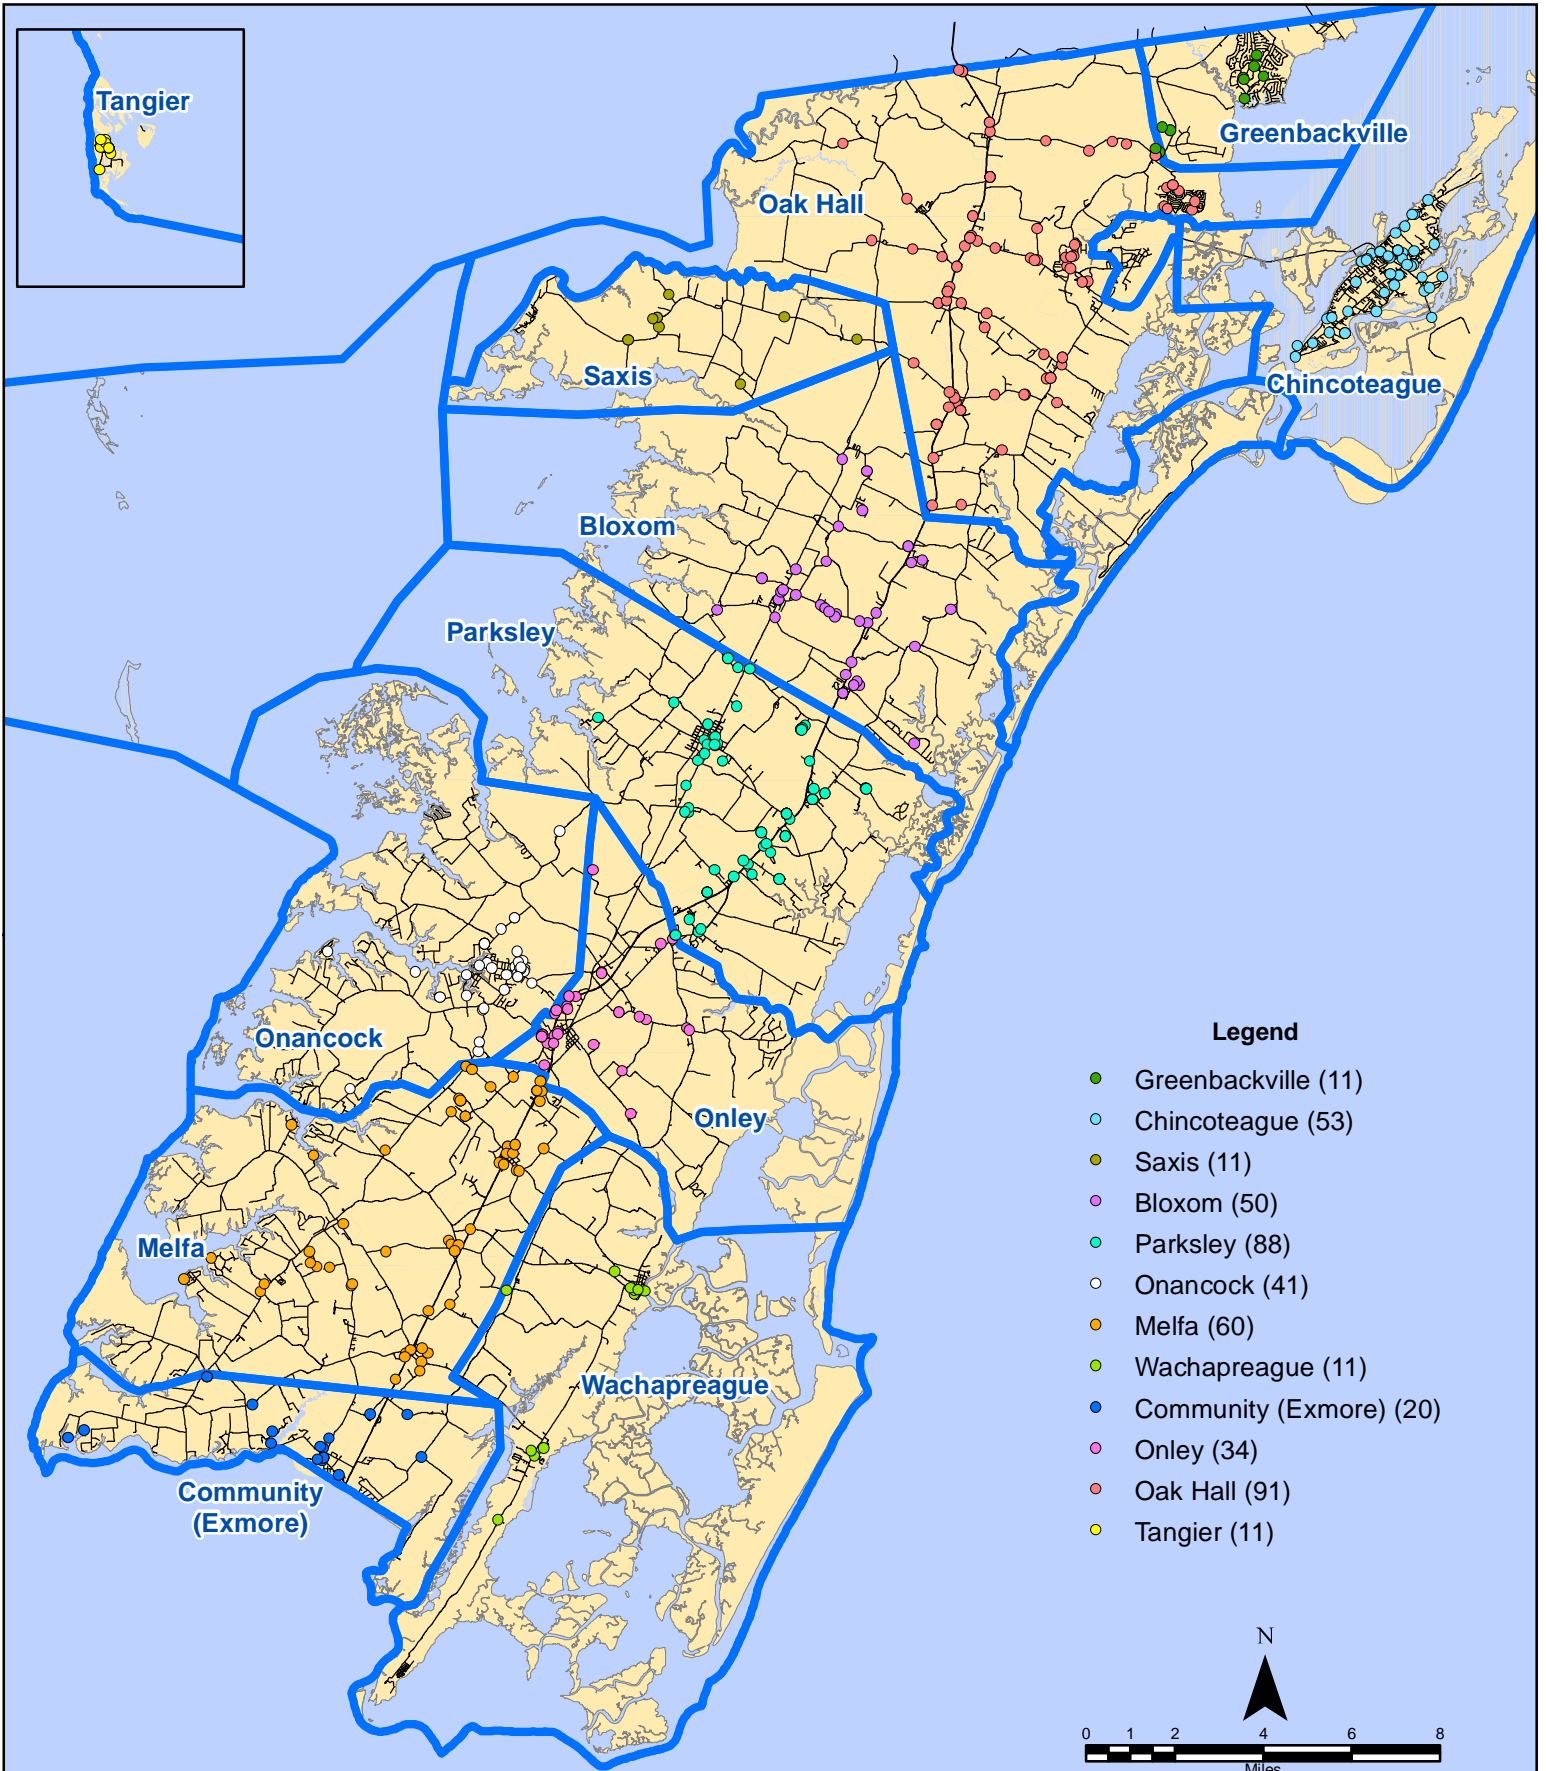 Tangier
Greenbackville
Oak Hall
Saxis
Chincoteague
Bloxom
Parksley
Onancock
Onley
Melfa
Wachapreague
Community
(Exmore)
Legend
Greenbackville (11)
Chincoteague (53)
Saxis (11)
Bloxom (50)
Parksley (88)
Onancock (41)
Melfa (60)
Wachapreague (11)
Community (Exmore) (20)
Onley (34)
Oak Hall (91)
Tangier (11)
N
0 1 2 4 6 8
Miles